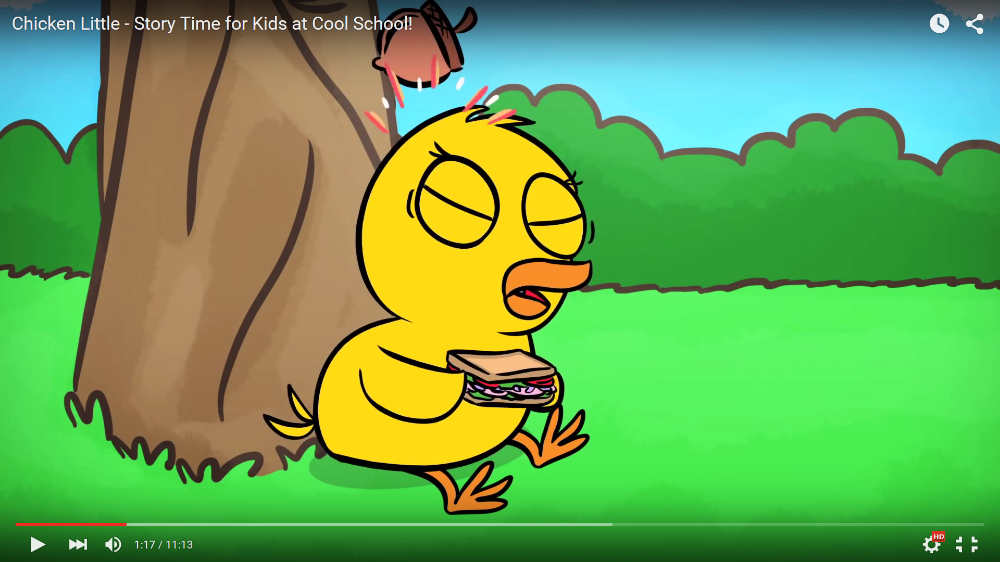 Chicken Little - Story Time for Kids at Cool School!
1:17 / 11:13
HD